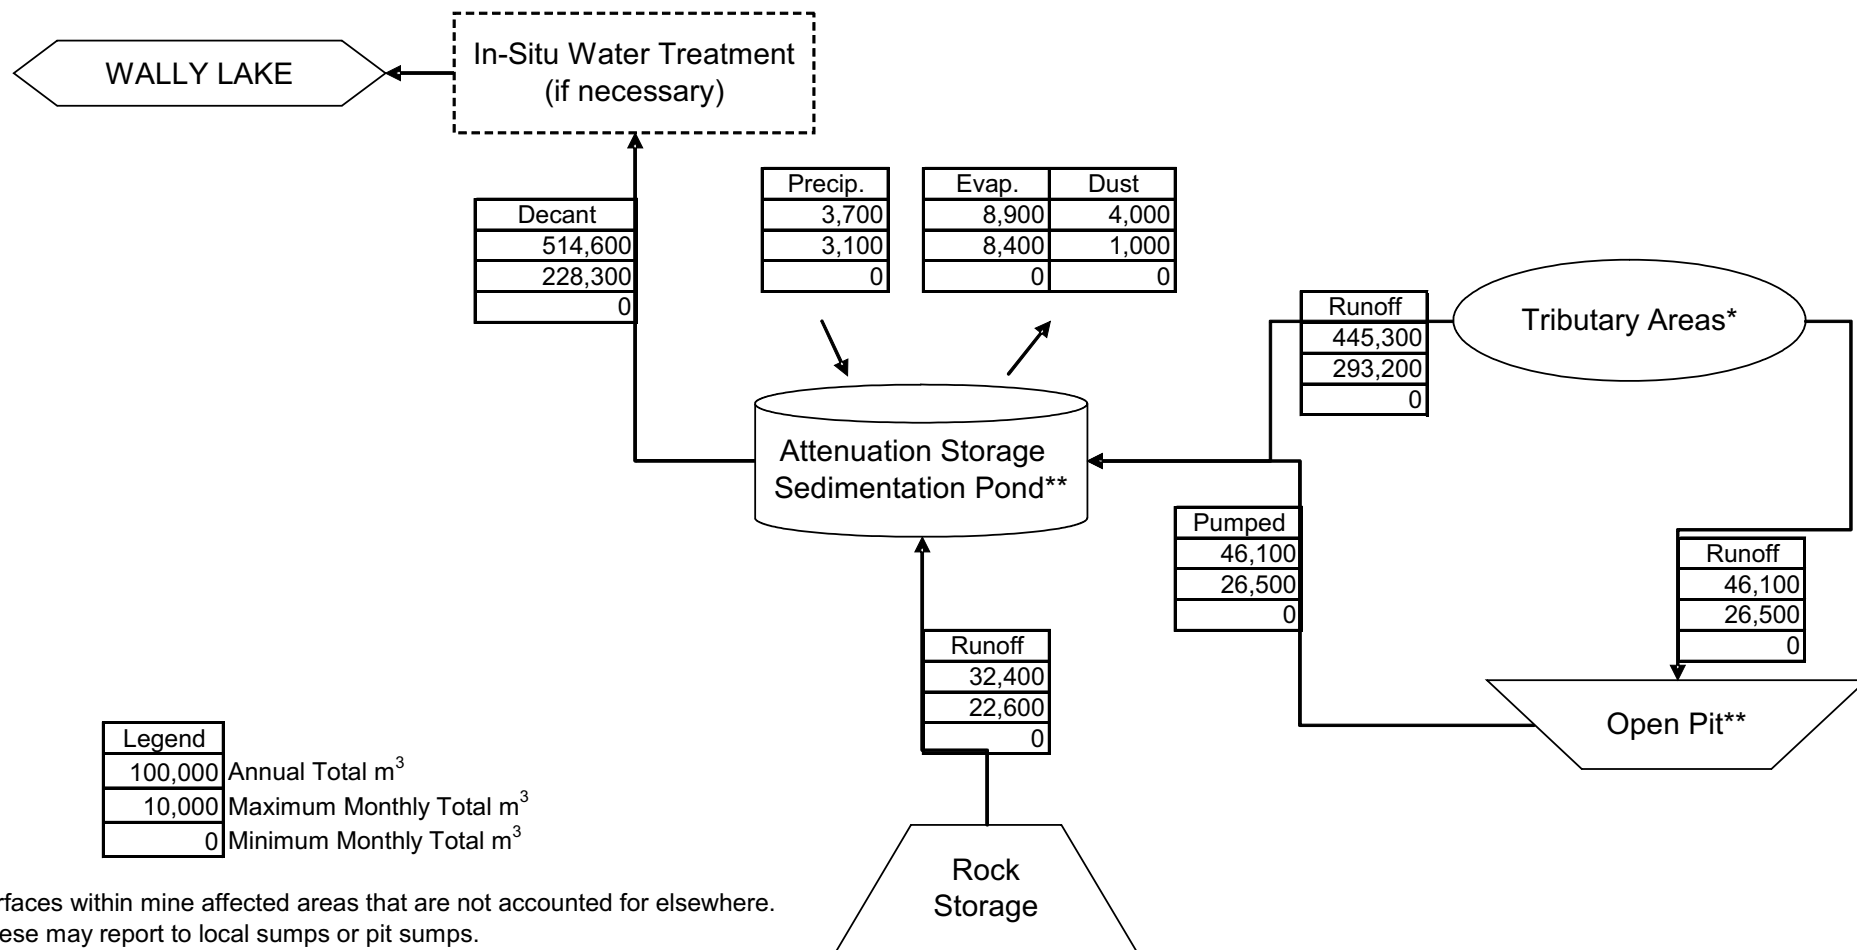 WALLY LAKE
In-Situ Water Treatment
(if necessary)
Decant
514,600
228,300
0
Precip.
3,700
3,100
0
Evap. Dust
8,900 4,000
8,400 1,000
0 0
Runoff
445,300
293,200
0
Tributary Areas*
Attenuation Storage
Sedimentation Pond**
Pumped
46,100
26,500
0
Runoff
46,100
26,500
0
Open Pit**
Runoff
32,400
22,600
0
Rock
Storage
Legend
100,000 Annual Total m³
10,000 Maximum Monthly Total m³
0 Minimum Monthly Total m³
within mine affected areas that are not accounted for elsewhere.
may report to local sumps or pit sumps.